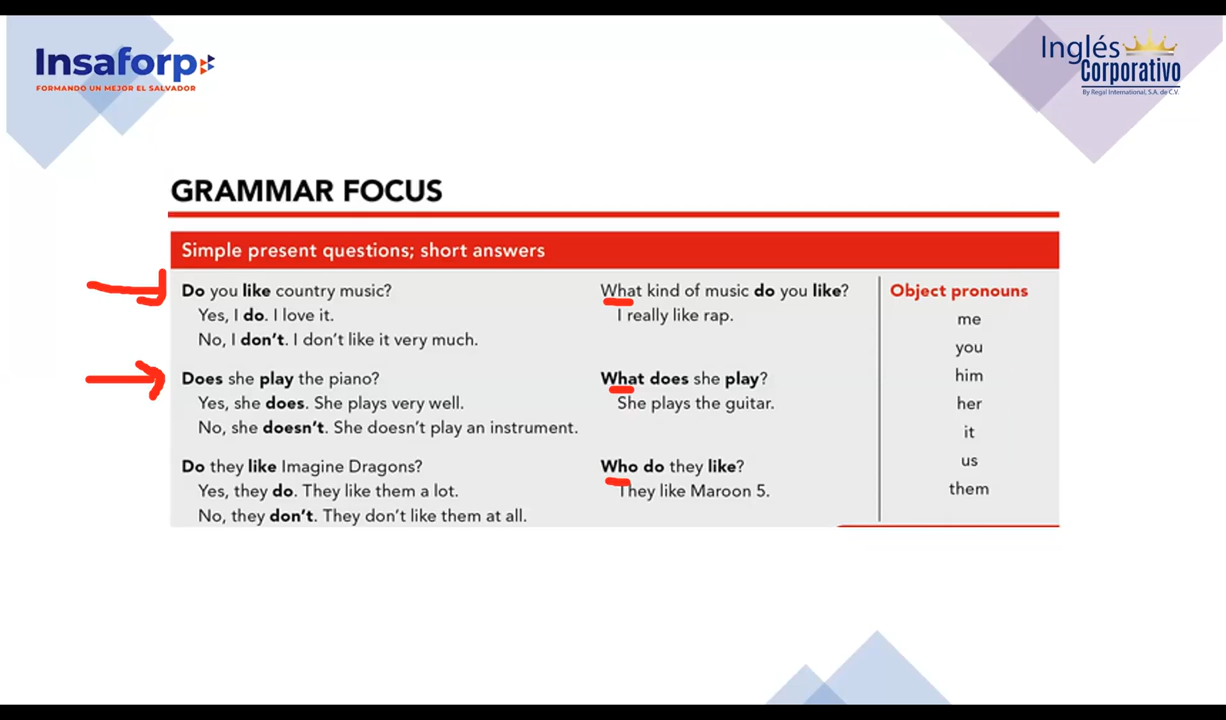 Insaforp
FORMANDO UN MEJOR EL SALVADOR
Inglés
Corporativo
By Regal International, S.A. de C.V.
GRAMMAR FOCUS
Simple present questions; short answers
Do you like country music?
Yes, I do. I love it.
No, I don't. I don't like it very much.
Does she play the piano?
Yes, she does. She plays very well.
No, she doesn't. She doesn't play an instrument.
Do they like Imagine Dragons?
Yes, they do. They like them a lot.
No, they don't. They don't like them at all.
What kind of music do you like?
I really like rap.
What does she play?
She plays the guitar.
Who do they like?
They like Maroon 5.
Object pronouns
me
you
him
her
it
us
them